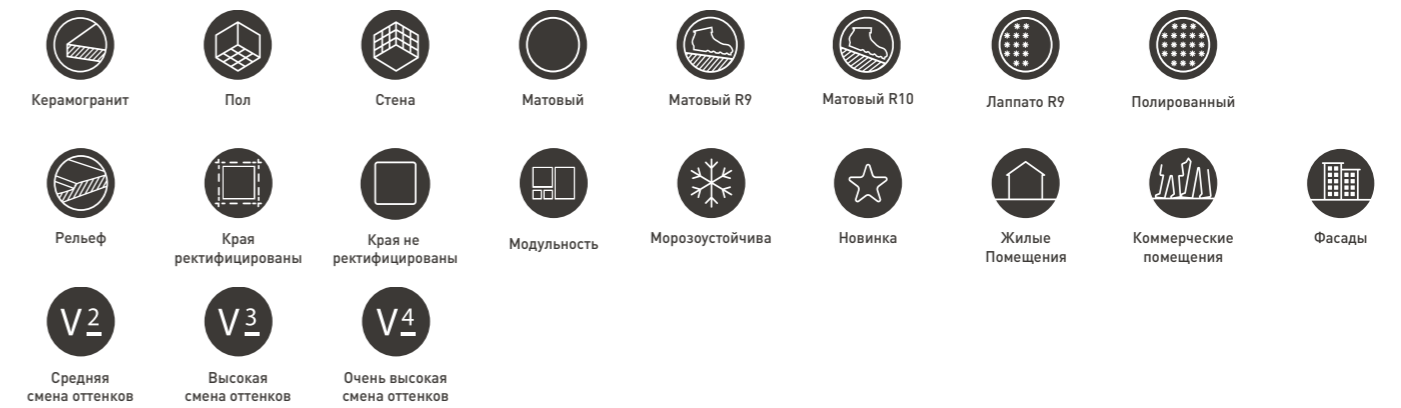 Керамогранит
Пол
Стена
Матовый
Матовый R9
Матовый R10
Лаппато R9
Полированный
Рельеф
Края
ректифицированы
Края не
ректифицированы
Модульность
Морозоустойчива
Новинка
Жилые
Помещения
Коммерческие
помещения
Фасады
V2
V3
V4
Средняя
смена оттенков
Высокая
смена оттенков
Очень высокая
смена оттенков